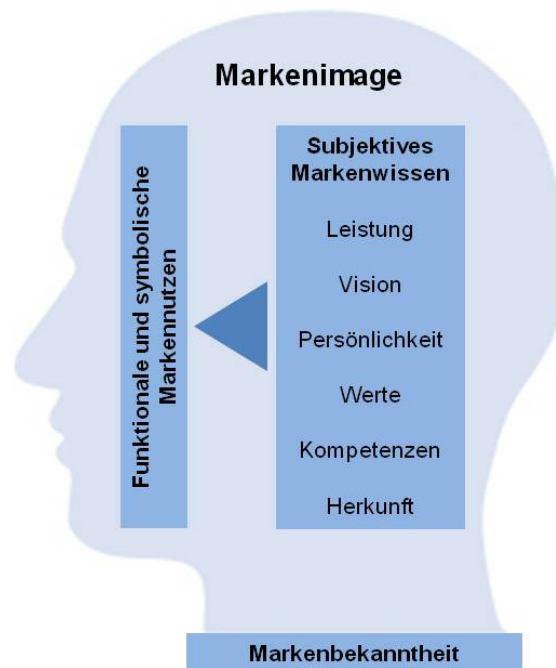 Markenimage
Funktionale und symbolische
Markennutzen
Subjektives
Markenwissen
Leistung
Vision
Persönlichkeit
Werte
Kompetenzen
Herkunft
Markenbekanntheit